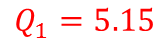 Q₁ = 5.15